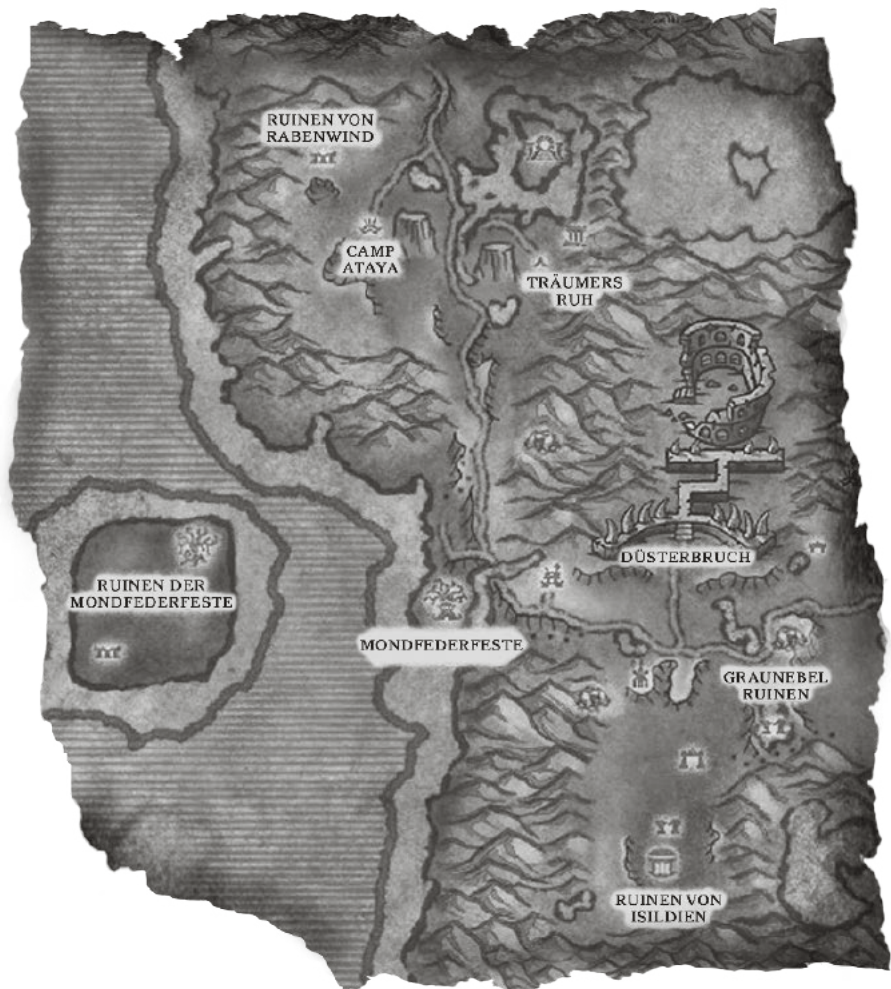 RUINEN VON
RABENWIND
CAMP
ATAYA
TRÄUMERS
RUH
DÜSTERBRUCH
RUINEN DER
MONDFEDERFESTE
MONDFEDERFESTE
GRAUNEBEL
RUINEN
RUINEN VON
ISILDIEN